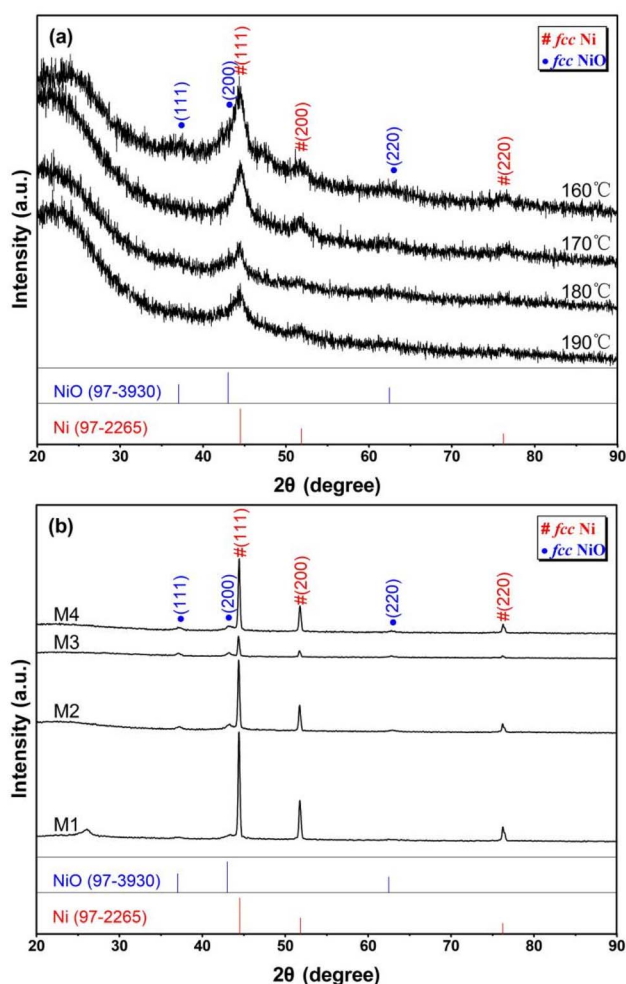 (a)
●(111)
●(200)
#(111)
#(200)
●(220)
#(220)
# fcc Ni
● fcc NiO
160℃
170℃
180℃
190℃
Intensity (a.u.)
NiO (97-3930)
Ni (97-2265)
20 30 40 50 60 70 80 90
2θ (degree)
(b)
●(111)
●(200)
#(111)
#(200)
●(220)
#(220)
# fcc Ni
● fcc NiO
M4
M3
M2
M1
Intensity (a.u.)
NiO (97-3930)
Ni (97-2265)
20 30 40 50 60 70 80 90
2θ (degree)